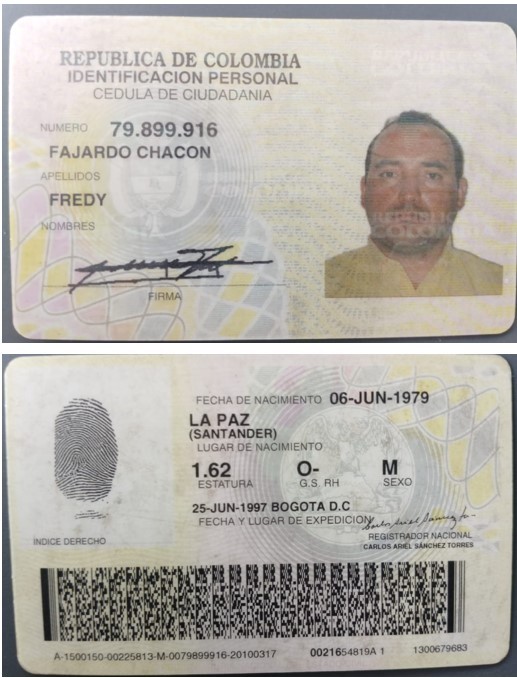 REPUBLICA DE COLOMBIA
IDENTIFICACION PERSONAL
CEDULA DE CIUDADANIA
NUMERO 79.899.916
FAJARDO CHACON
APELLIDOS
FREDY
NOMBRES
FIRMA
REPUBLICA
COLOMBIA
FECHA DE NACIMIENTO 06-JUN-1979
LA PAZ
(SANTANDER)
LUGAR DE NACIMIENTO
1.62 O- M
ESTATURA G.S. RH SEXO
25-JUN-1997 BOGOTA D.C
FECHA Y LUGAR DE EXPEDICION
INDICE DERECHO
REGISTRADOR NACIONAL
CARLOS ARIEL SÁNCHEZ TORRES
A-1500150-00225813-M-0079899916-20100317 0021654819A 1 1300679683